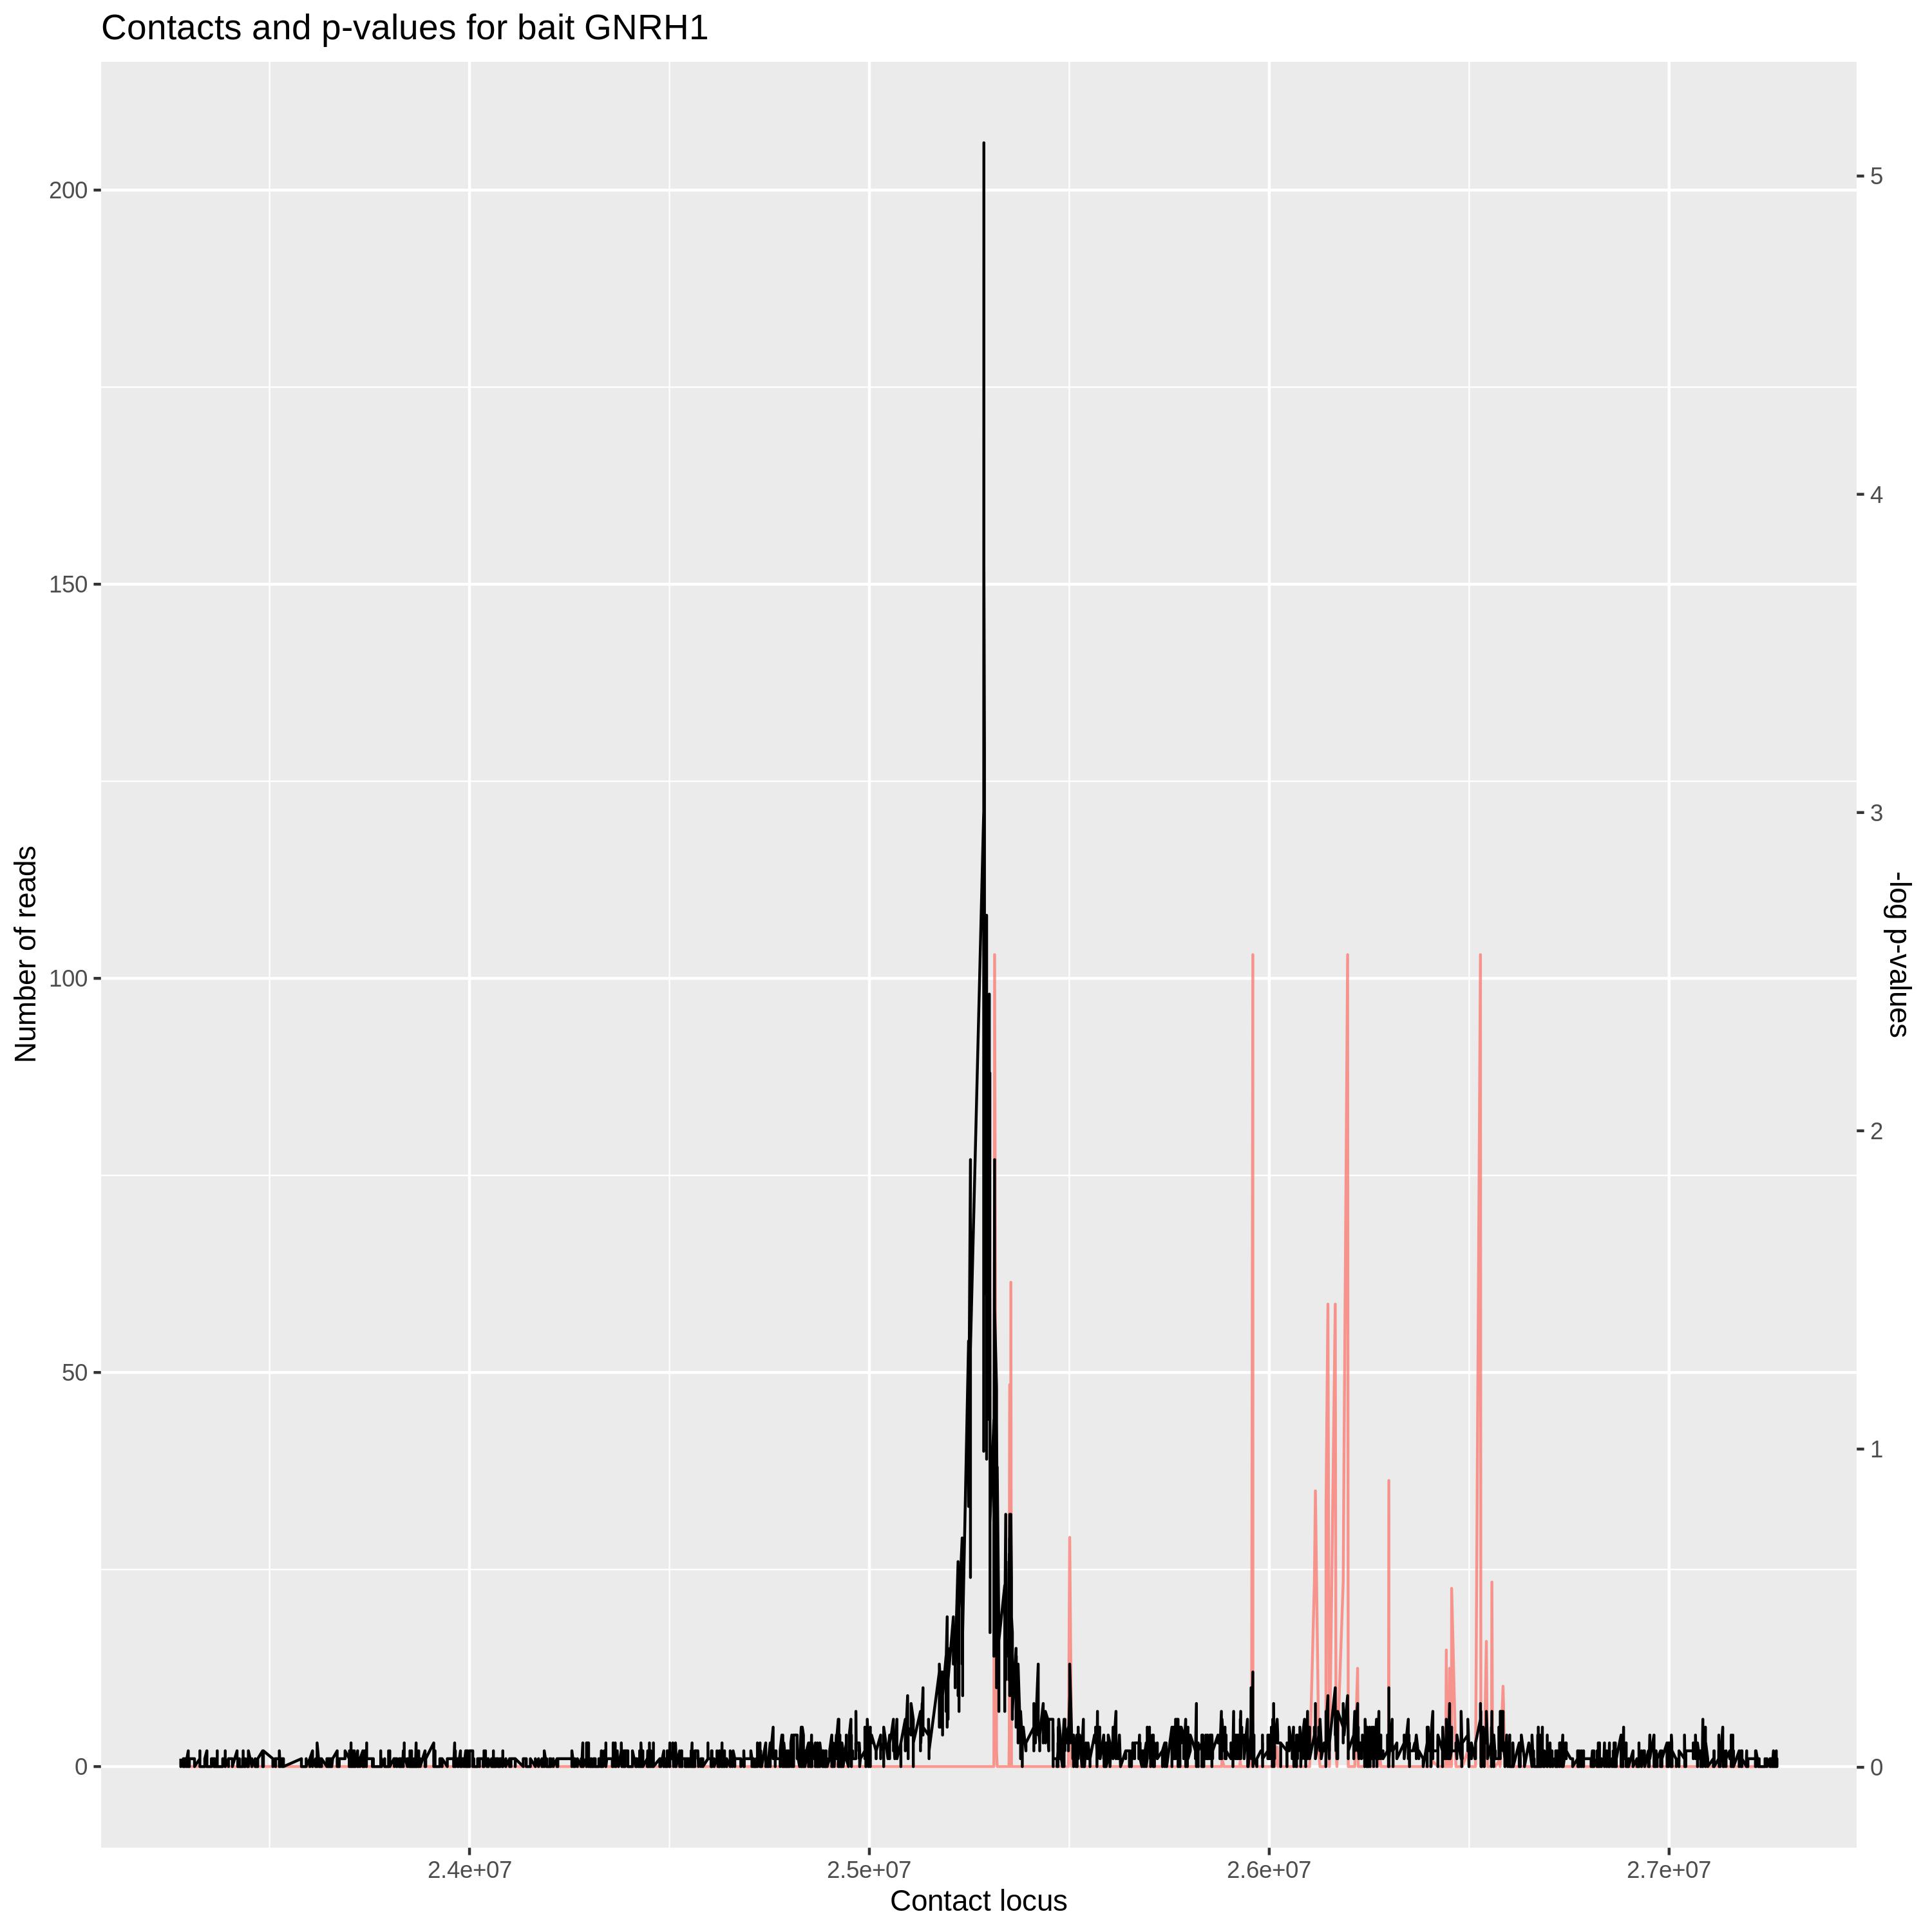 Contacts and p-values for bait GNRH1
Number of reads
200
150
100
50
0
5
4
3
2
1
0
-log p-values
2.4e+07
2.5e+07
2.6e+07
2.7e+07
Contact locus